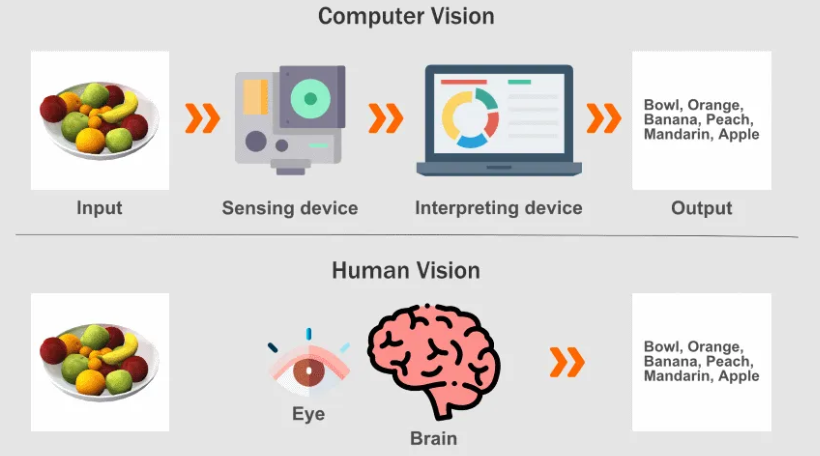 Computer Vision
Bowl, Orange,
Banana, Peach,
Mandarin, Apple
Input
Sensing device
Interpreting device
Output
Human Vision
Bowl, Orange,
Banana, Peach,
Mandarin, Apple
Eye
Brain